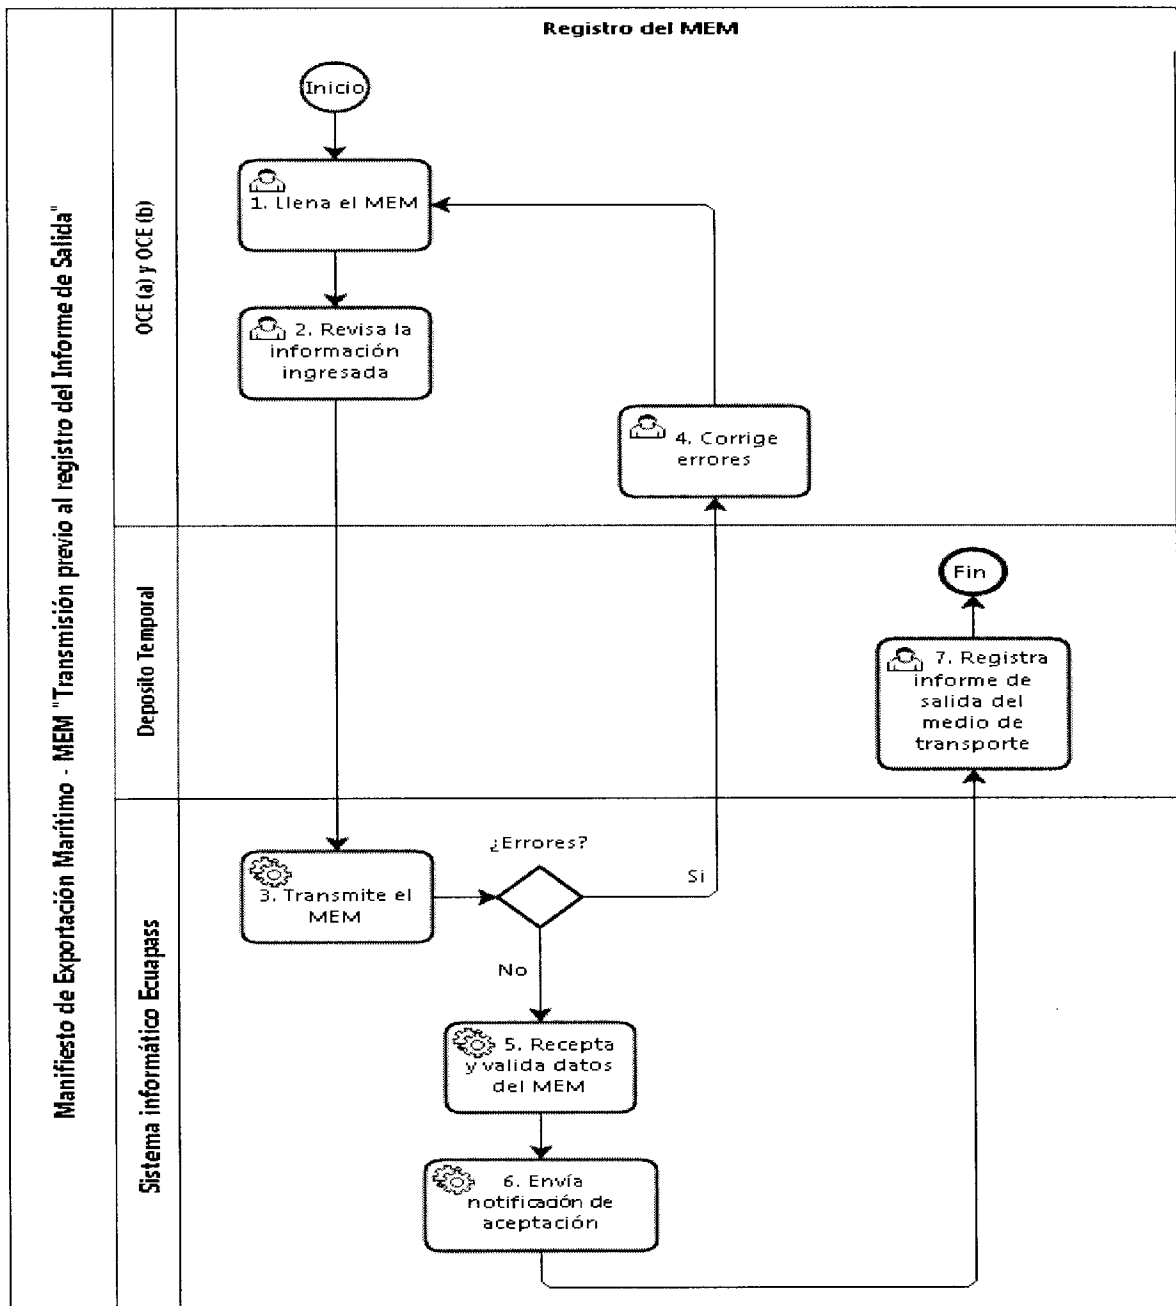 Registro del MEM
Manifiesto de Exportación Marítimo - MEM "Transmisión previo al registro del Informe de Salida"
OCE (a) y OCE (b)
Inicio
1. Llena el MEM
2. Revisa la
información
ingresada
4. Corrige
errores
Deposito Temporal
Fin
7. Registra
informe de
salida del
medio de
transporte
Sistema informático Ecuapass
3. Transmite el
MEM
¿Errores?
Si
No
5. Recepta
y valida datos
del MEM
6. Envía
notificación de
aceptación